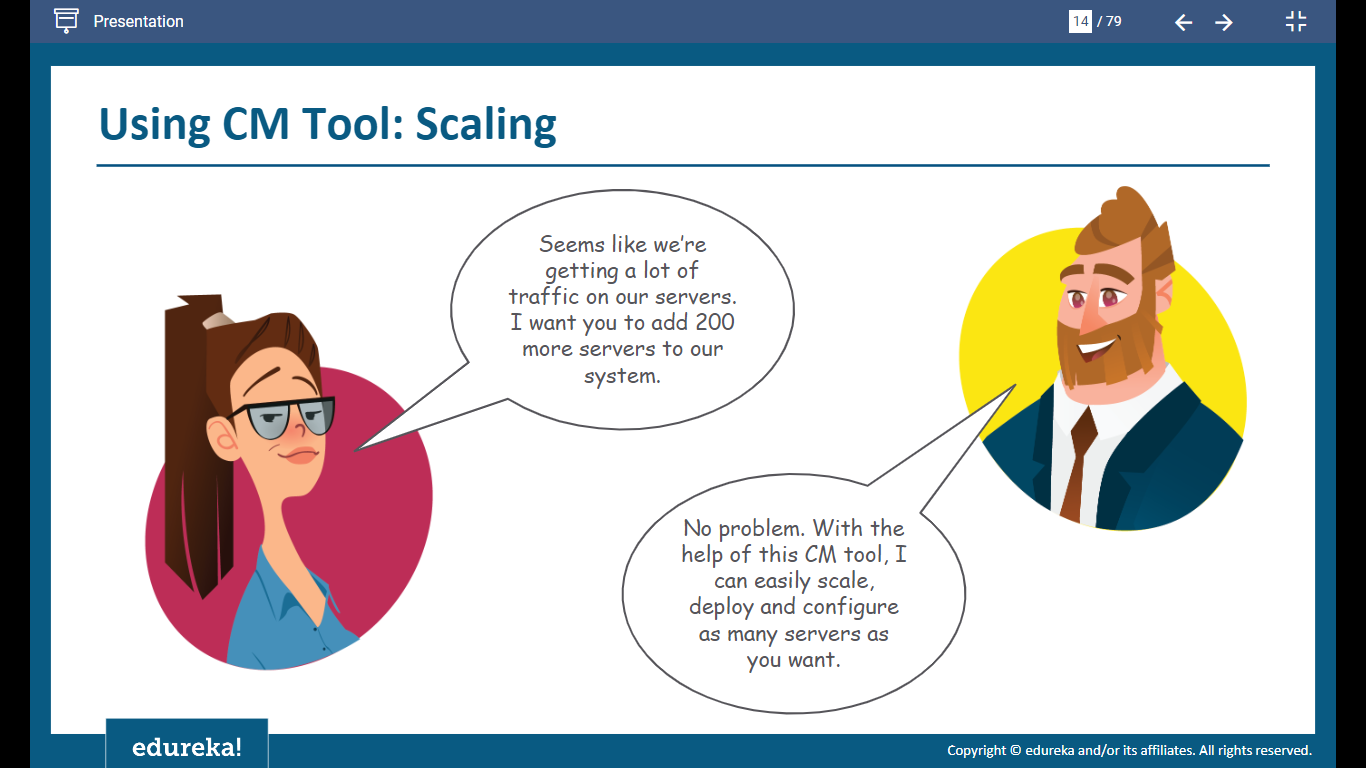 Presentation
14 / 79
Using CM Tool: Scaling
Seems like we’re
getting a lot of
traffic on our servers.
I want you to add 200
more servers to our
system.
No problem. With the
help of this CM tool, I
can easily scale,
deploy and configure
as many servers as
you want.
edureka!
Copyright © edureka and/or its affiliates. All rights reserved.